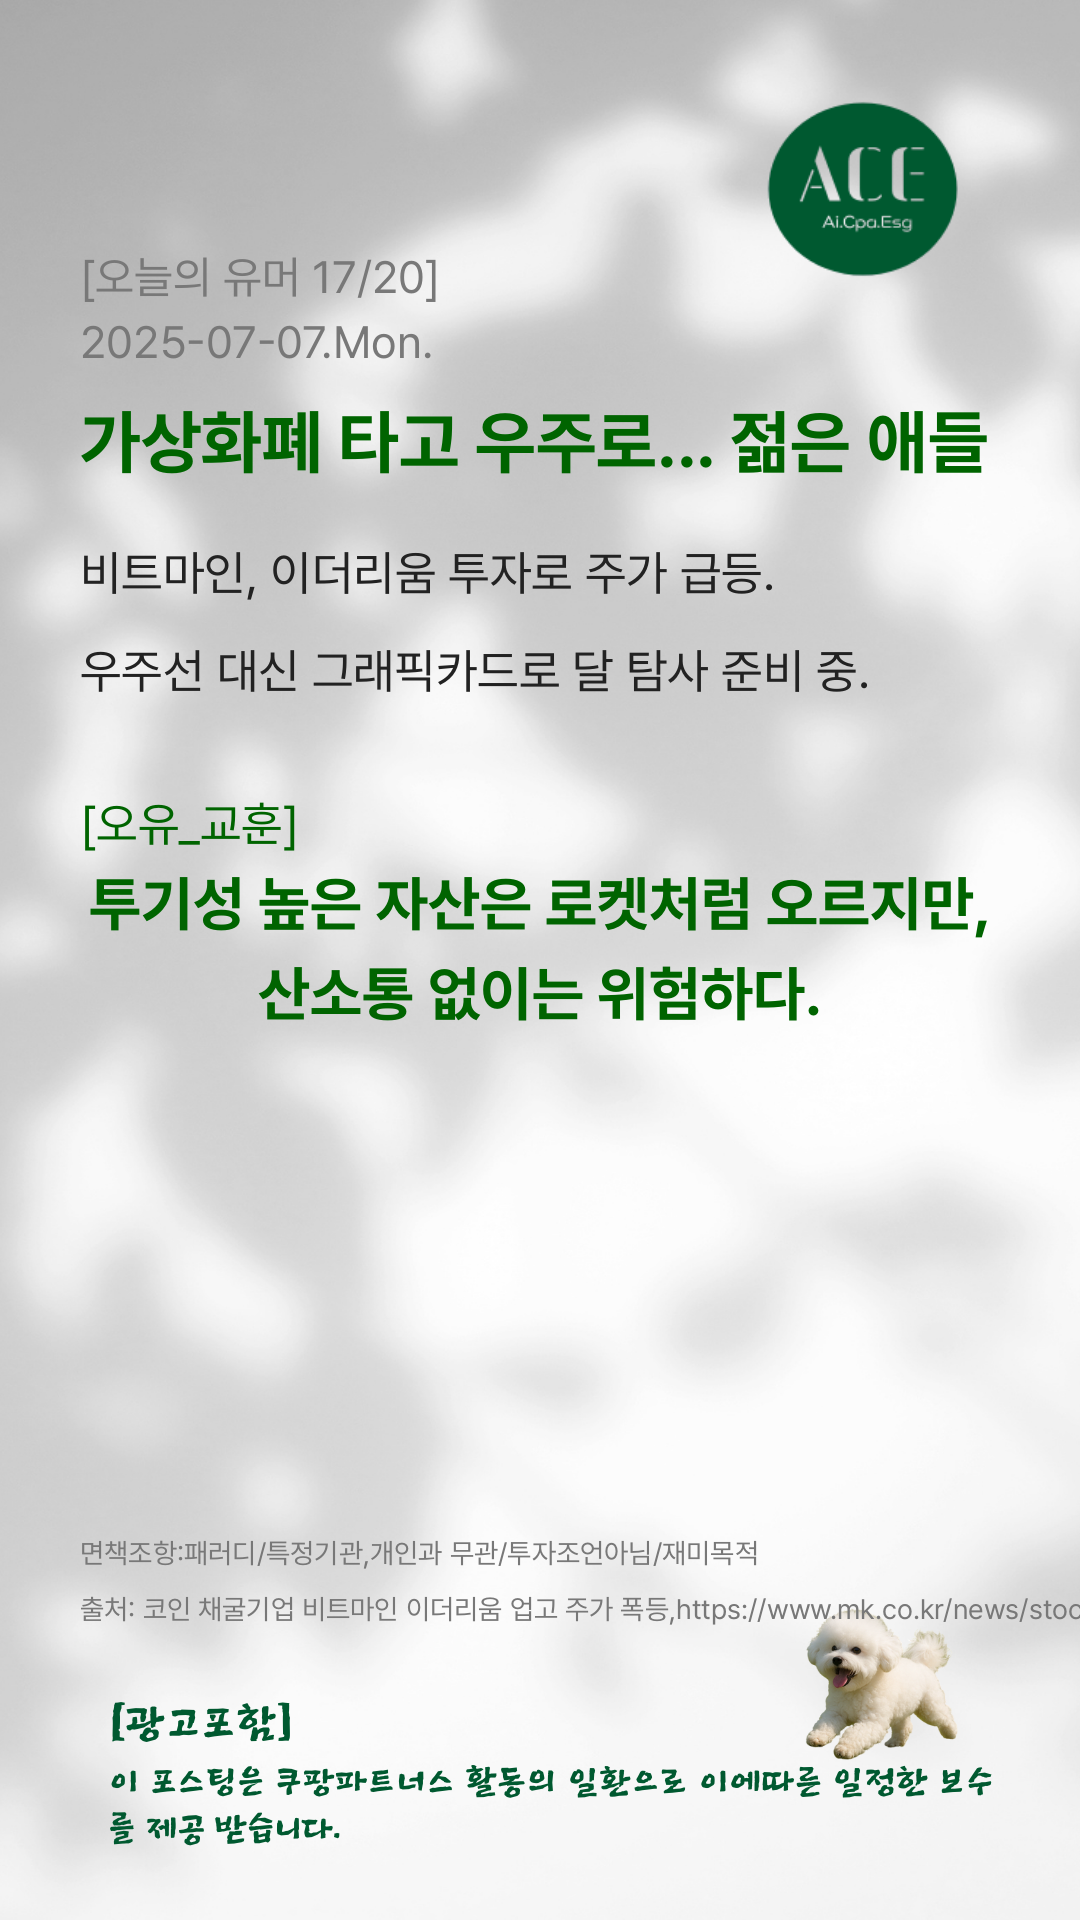 ACE
Ai.Cpa.Esg
[오늘의 유머 17/20]
2025-07-07.Mon.
가상화폐 타고 우주로... 젊은 애들
비트마인, 이더리움 투자로 주가 급등.
우주선 대신 그래픽카드로 달 탐사 준비 중.
[오유_교훈]
투기성 높은 자산은 로켓처럼 오르지만,
산소통 없이는 위험하다.
면책조항:패러디/특정기관,개인과 무관/투자조언아님/재미목적
출처: 코인 채굴기업 비트마인 이더리움 업고 주가 폭등,https://www.mk.co.kr/news/stoc
[광고포함]
이 포스팅은 쿠팡파트너스 활동의 일환으로 이에따른 일정한 보수
를 제공 받습니다.